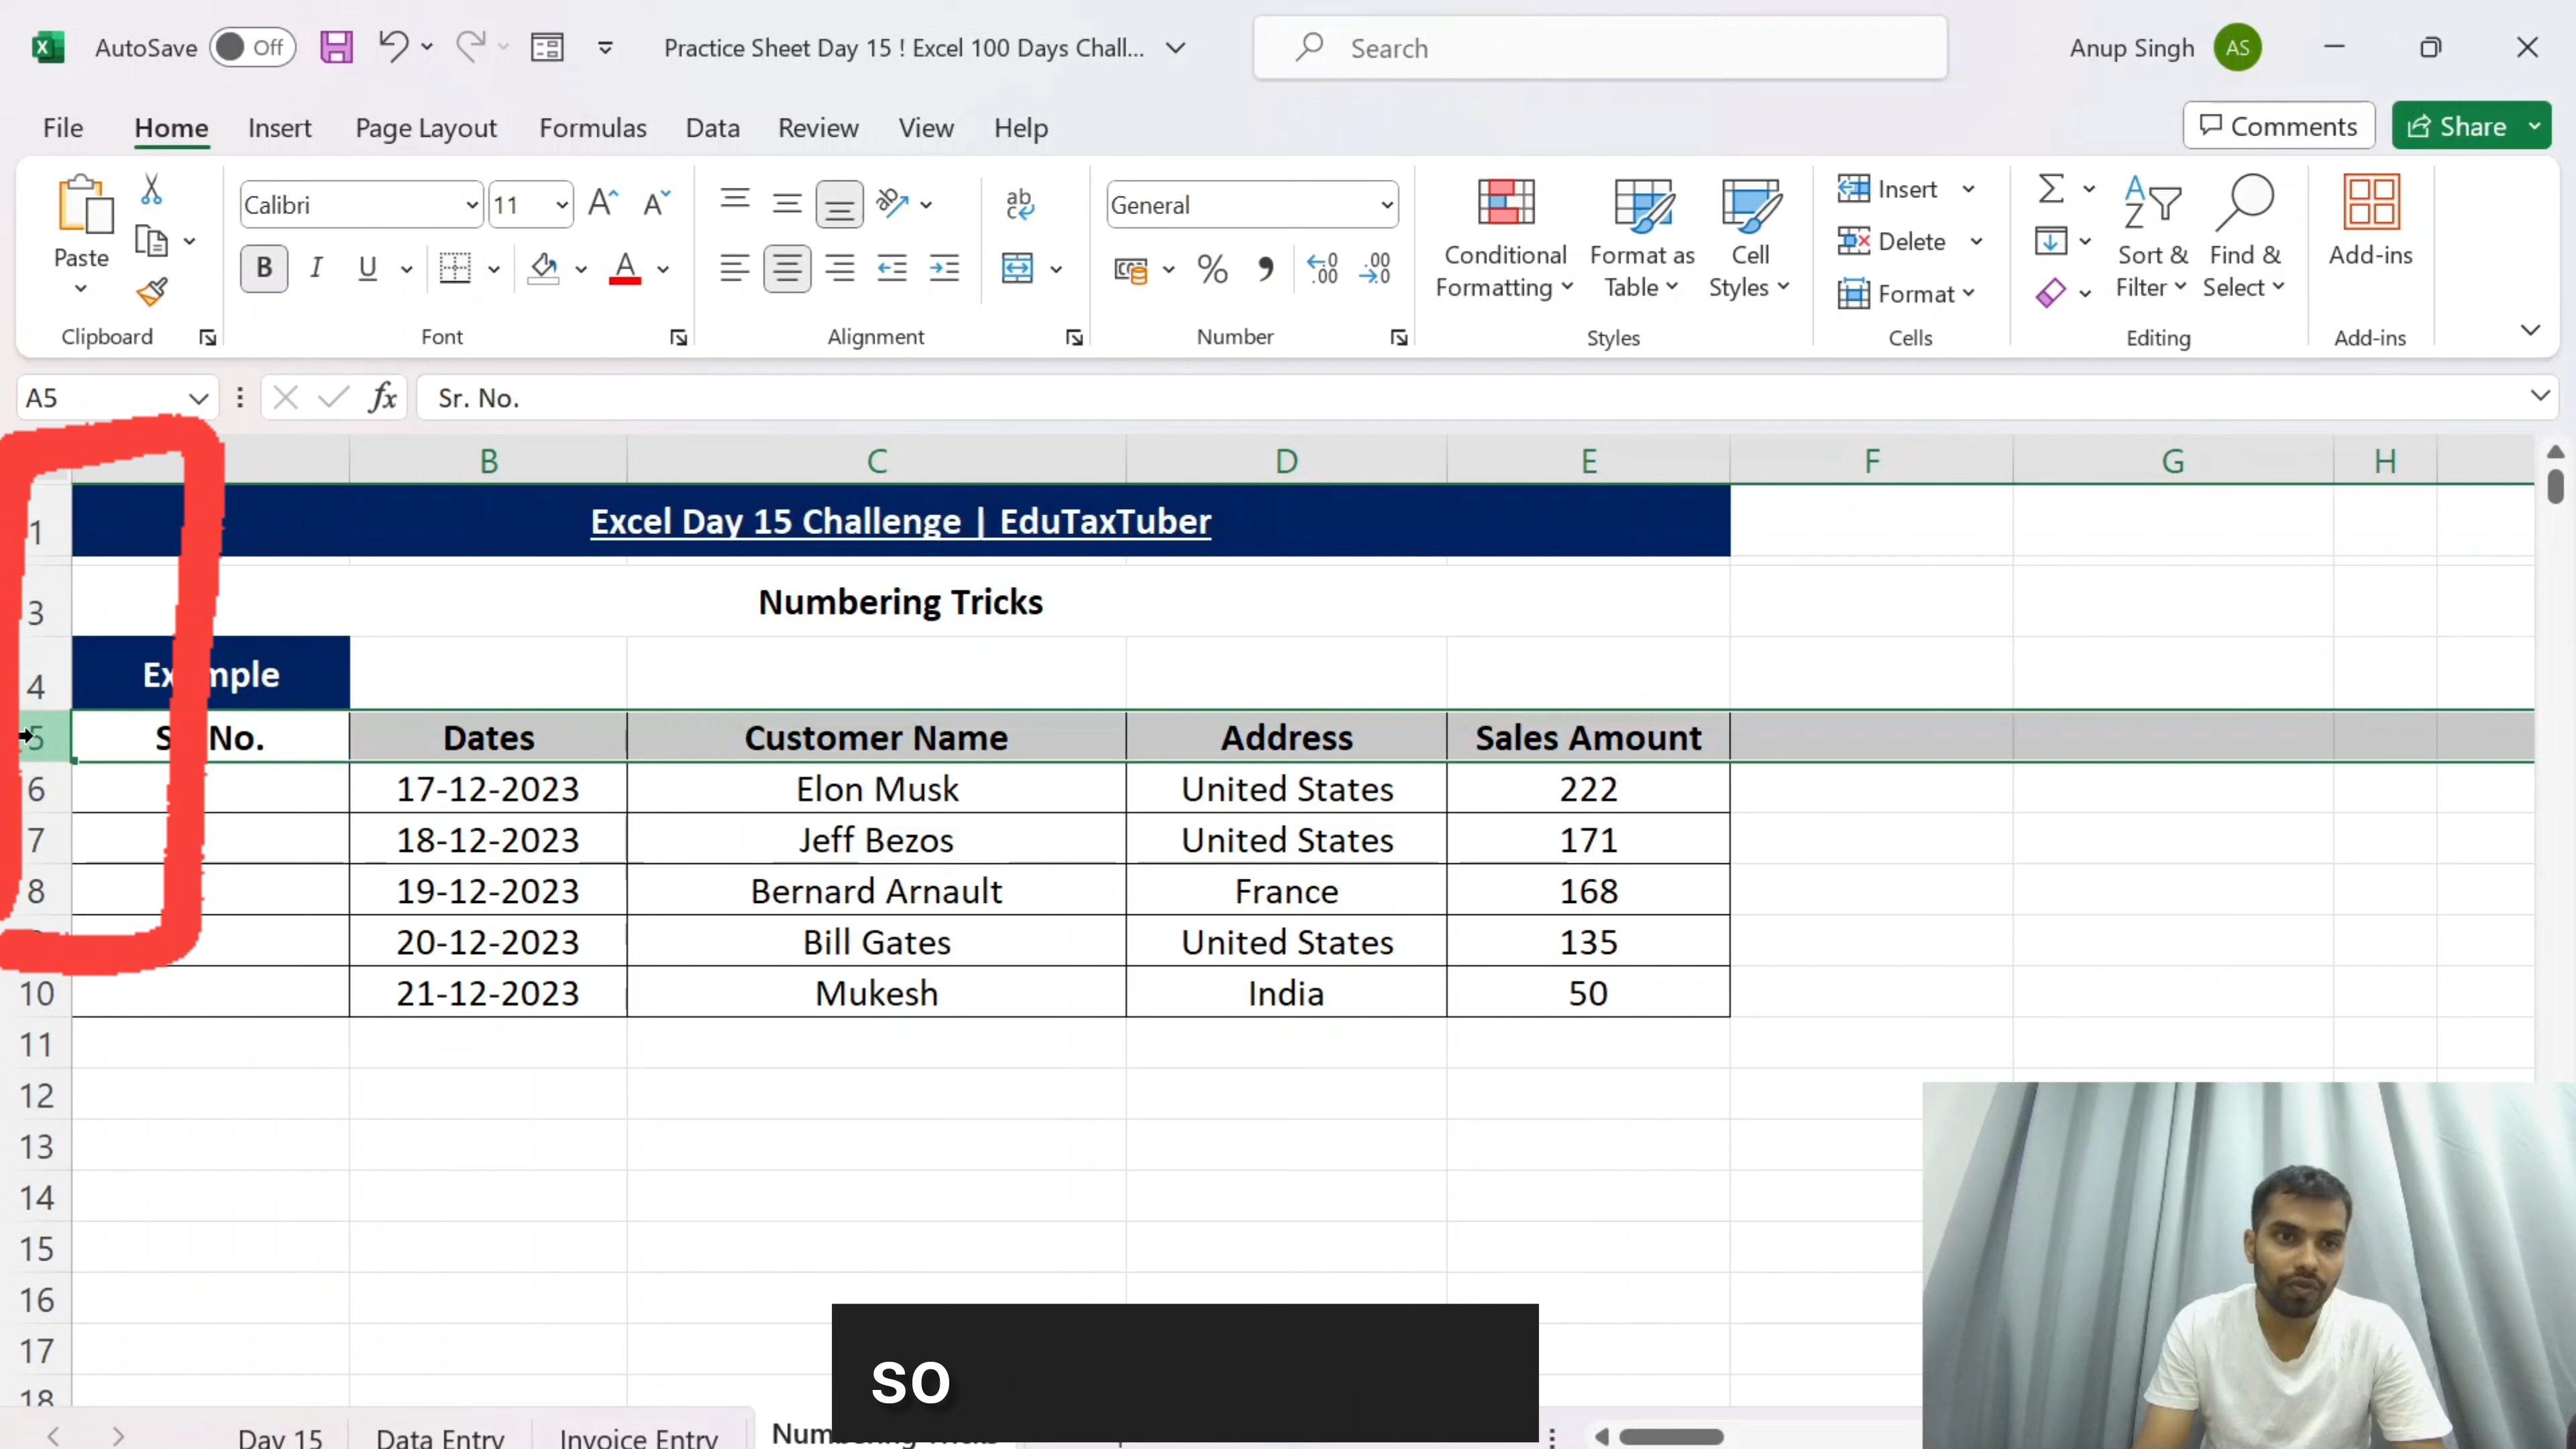 AutoSave Off Practice Sheet Day 15 ! Excel 100 Days Chall... Search Anup Singh AS
File Home Insert Page Layout Formulas Data Review View Help Comments Share
Paste Calibri 11 General Conditional Formatting Format as Table Cell Styles Insert Delete Format Sort & Filter Find & Select Add-ins
Clipboard Font Alignment Number Styles Cells Editing Add-ins
A5 fx Sr. No.
B C D E F G H
1 Excel Day 15 Challenge | EduTaxTuber
3 Numbering Tricks
4
5 Dates Customer Name Address Sales Amount
6 17-12-2023 Elon Musk United States 222
7 18-12-2023 Jeff Bezos United States 171
8 19-12-2023 Bernard Arnault France 168
20-12-2023 Bill Gates United States 135
10 21-12-2023 Mukesh India 50
11
12
13
14
15
16
17
18
so
Day 15 Data Entry Invoice Entry